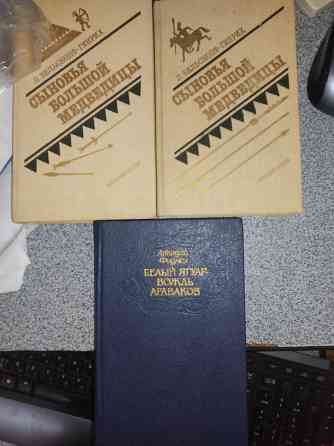 Л. ВЕЛЬСКОПФ-ГЕНРИХ
СЫНОВЬЯ
БОЛЬШОЙ
МЕДВЕДИЦЫ
Л. ВЕЛЬСКОПФ-ГЕНРИХ
СЫНОВЬЯ
БОЛЬШОЙ
МЕДВЕДИЦЫ
Аркадий
Фидлер
БЕЛЫЙ ЯГУАР-
ВОЖДЬ
АРАВАКОВ